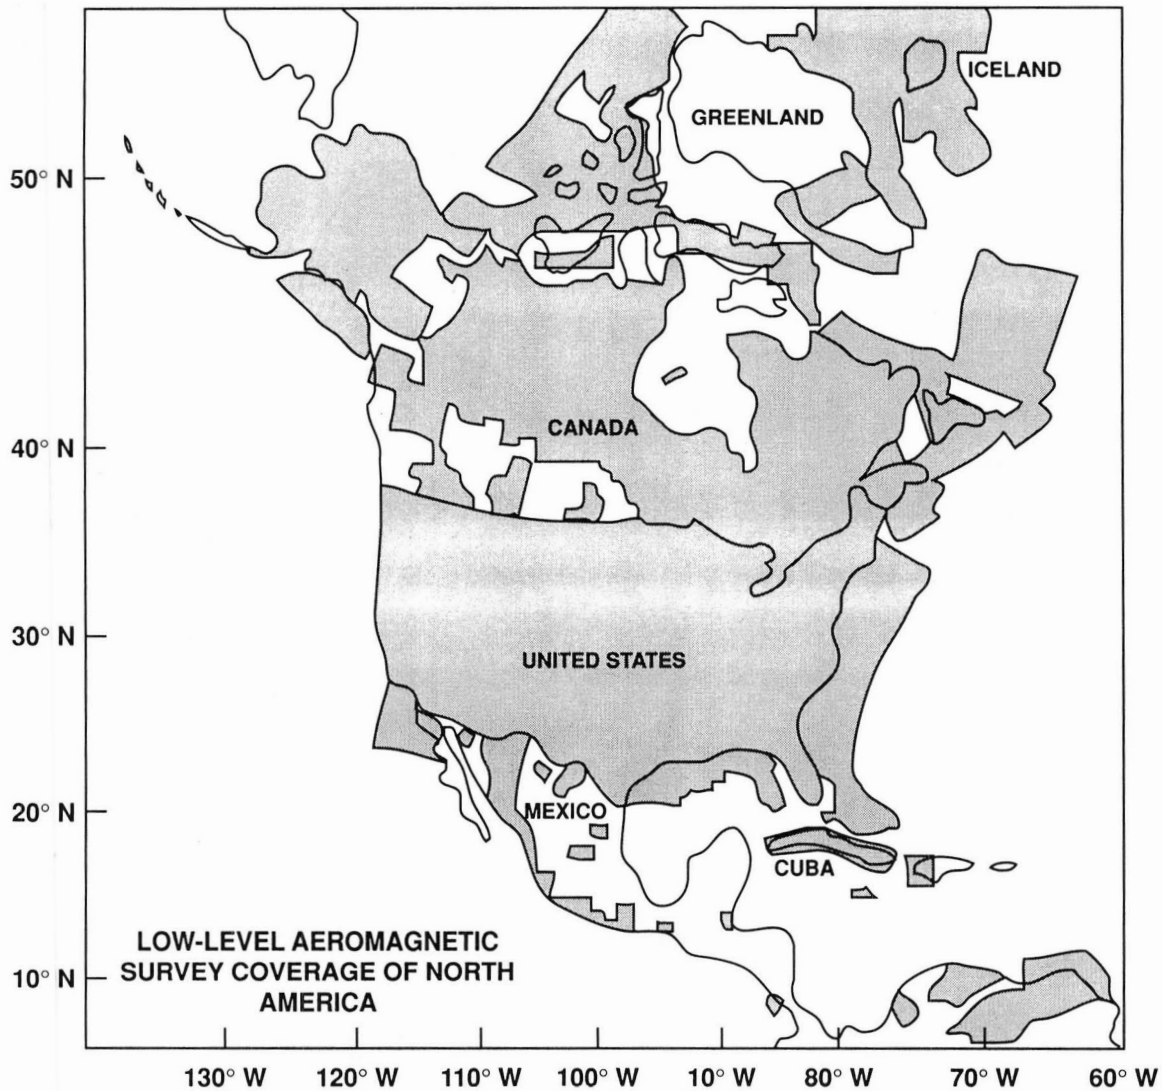 ICELAND
GREENLAND
50° N
CANADA
40° N
30° N
UNITED STATES
20° N
MEXICO
CUBA
LOW-LEVEL AEROMAGNETIC
SURVEY COVERAGE OF NORTH
AMERICA
10° N
130° W 120° W 110° W 100° W 10° W 80° W 70° W 60° W